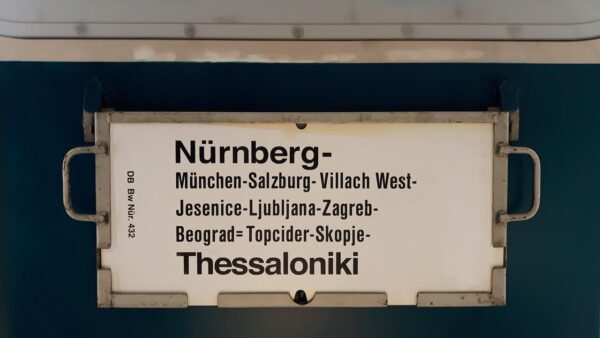 Nürnberg-
München-Salzburg- Villach West-
Jesenice-Ljubljana-Zagreb-
Beograd= Topcider-Skopje-
Thessaloniki
DB Bw Nür. 432